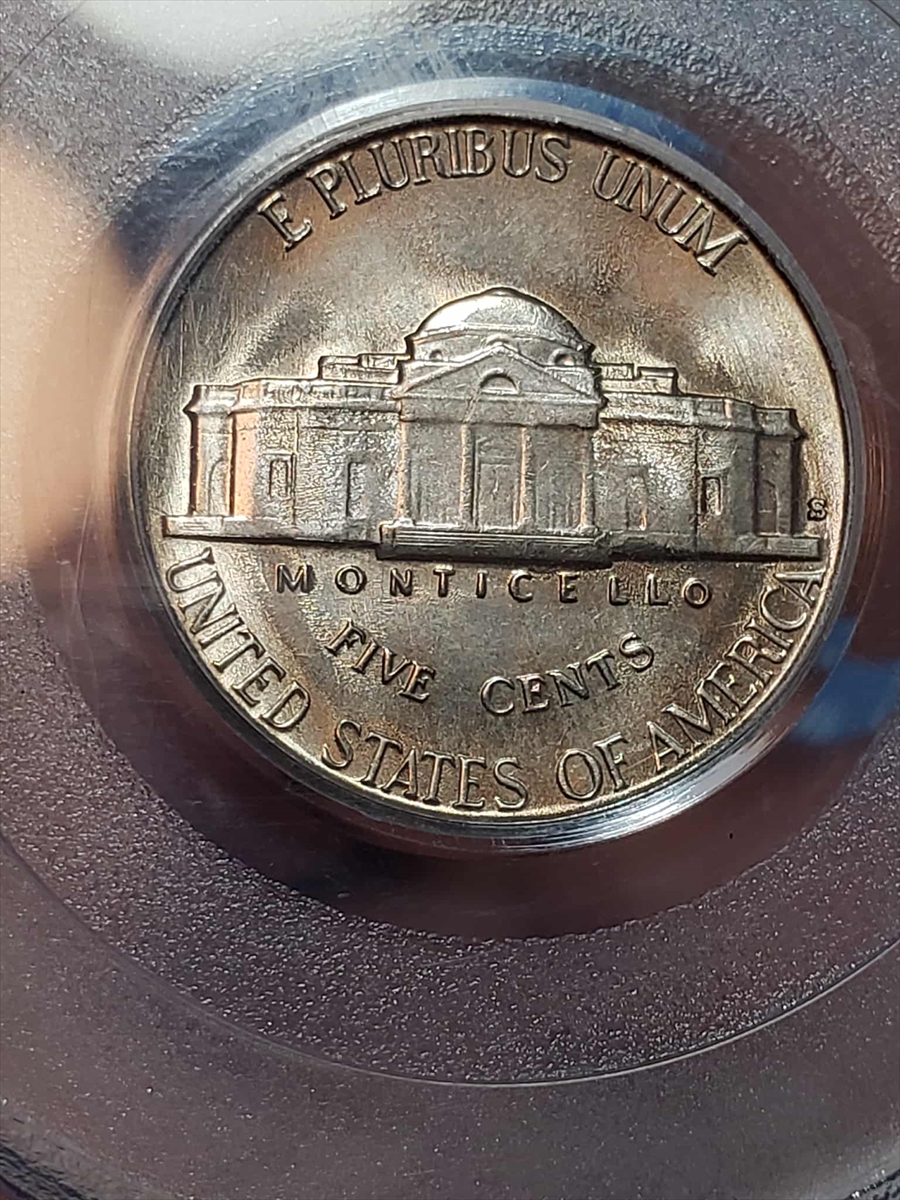 E PLURIBUS UNUM
S
MONTICELLO
FIVE CENTS
UNITED STATES OF AMERICA